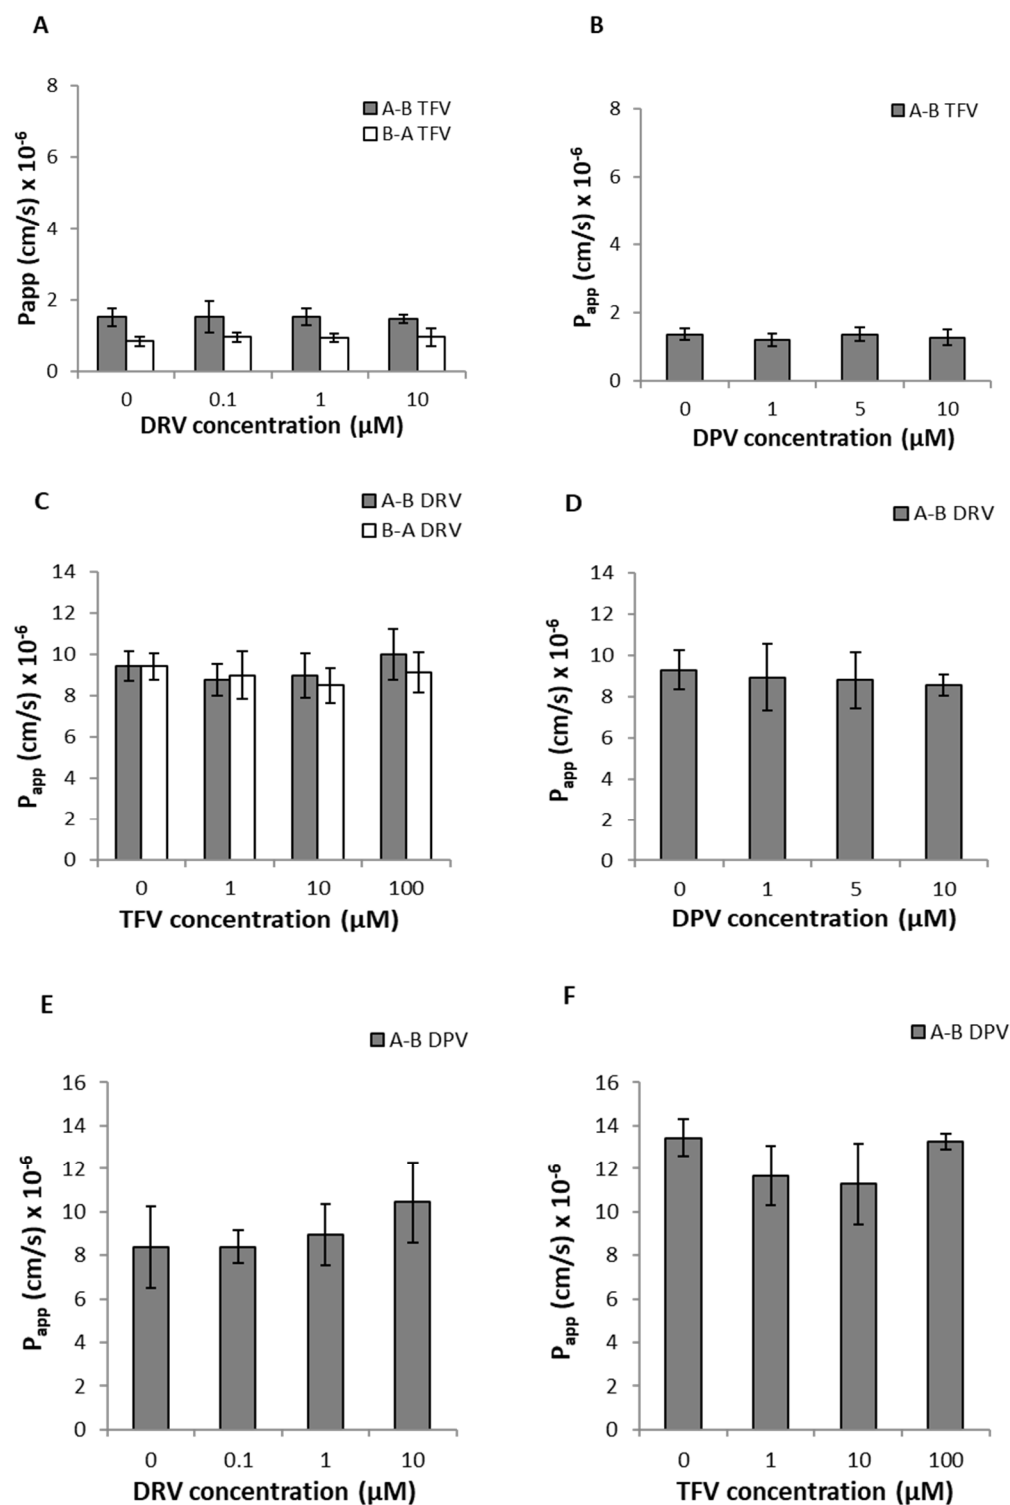 A
A-B TFV
B-A TFV
8
6
4
2
0
Papp (cm/s) x 10-6
0 0.1 1 10
DRV concentration (µM)
B
A-B TFV
8
6
4
2
0
Papp (cm/s) x 10-6
0 1 5 10
DPV concentration (µM)
C
A-B DRV
B-A DRV
14
12
10
8
6
4
2
0
Papp (cm/s) x 10-6
0 1 10 100
TFV concentration (µM)
D
A-B DRV
14
12
10
8
6
4
2
0
Papp (cm/s) x 10-6
0 1 5 10
DPV concentration (µM)
E
A-B DPV
16
14
12
10
8
6
4
2
0
Papp (cm/s) x 10-6
0 0.1 1 10
DRV concentration (µM)
F
A-B DPV
16
14
12
10
8
6
4
2
0
Papp (cm/s) x 10-6
0 1 10 100
TFV concentration (µM)